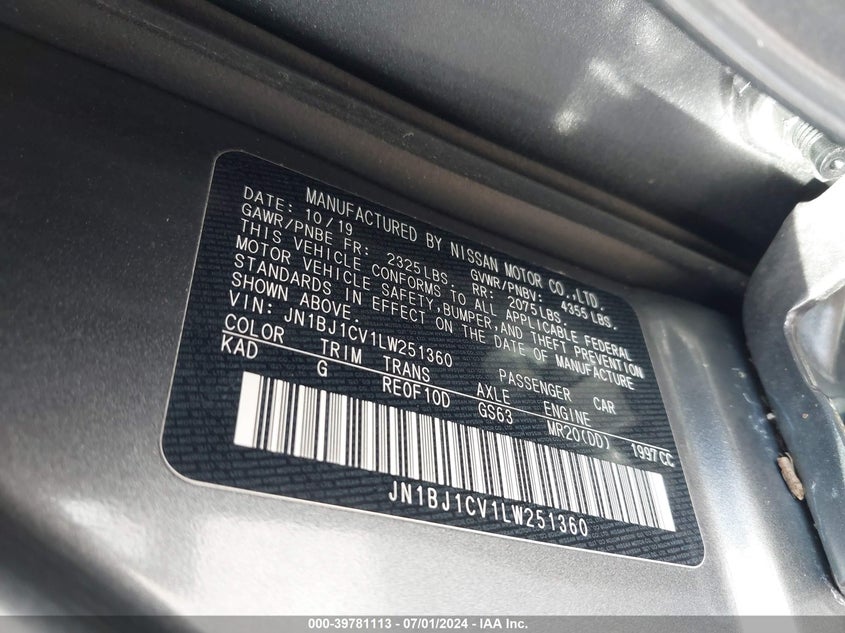 MANUFACTURED BY NISSAN MOTOR CO.,LTD.
DATE: 10/19 GVWR/PNBV: 4355 LBS.
GAWR/PNBE FR: 2325LBS. RR: 2075LBS.
THIS VEHICLE CONFORMS TO ALL APPLICABLE FEDERAL
MOTOR VEHICLE SAFETY,BUMPER,AND THEFT PREVENTION
STANDARDS IN EFFECT ON THE DATE OF MANUFACTURE
SHOWN ABOVE.
VIN: JN1BJ1CV1LW251360 PASSENGER CAR
COLOR TRIM TRANS AXLE ENGINE
KAD G RE0F10D GS63 MR20(DD) 1997CC
JN1BJ1CV1LW251360
000-39781113 - 07/01/2024 - IAA Inc.